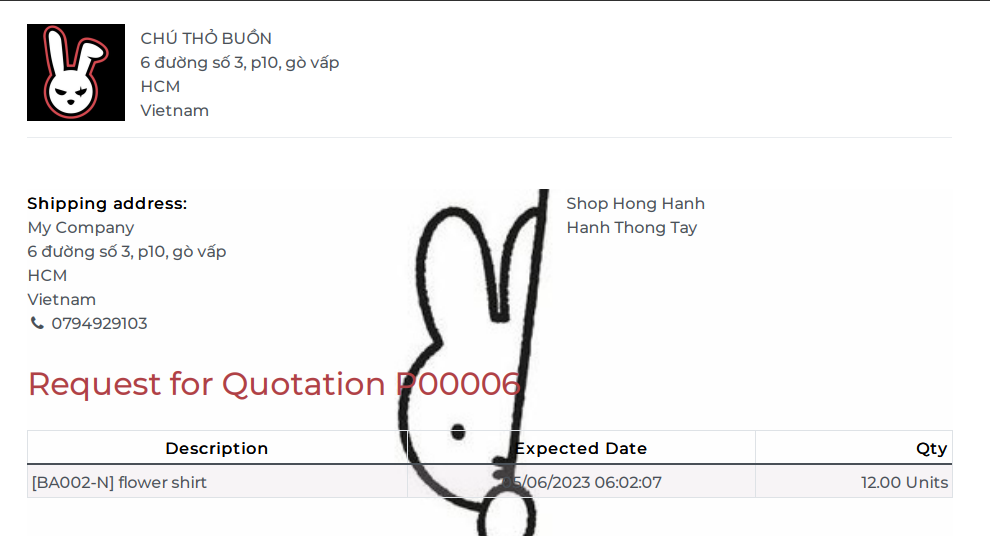 CHÚ THỎ BUỒN
6 đường số 3, p10, gò vấp
HCM
Vietnam
Shipping address:
My Company
6 đường số 3, p10, gò vấp
HCM
Vietnam
0794929103
Shop Hong Hanh
Hanh Thong Tay
Request for Quotation P00006
Description Expected Date Qty
[BA002-N] flower shirt 05/06/2023 06:02:07 12.00 Units